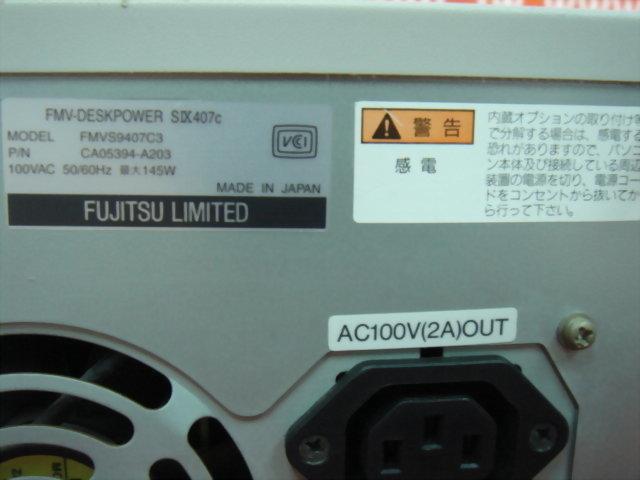 FMV-DESKPOWER SⅨ407c
MODEL FMVS9407C3
P/N CA05394-A203
100VAC 50/60Hz 最大145W
VCCI
MADE IN JAPAN
FUJITSU LIMITED
警告
感電
内蔵オプションの取り付け等
で分解する場合は、感電する
恐れがありますので、パソコ
ン本体及び接続している周辺
装置の電源を切り、電源コー
ドをコンセントから抜いてか
ら行って下さい。
AC100V(2A)OUT